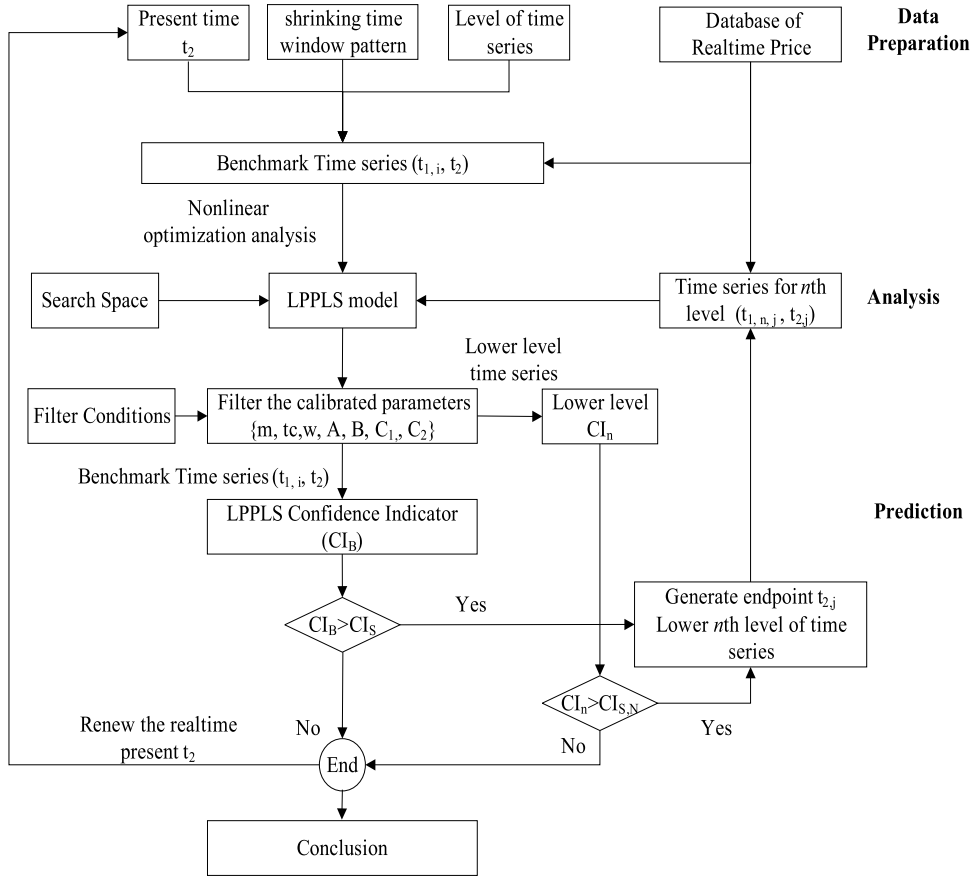 Present time
t₂
shrinking time
window pattern
Level of time
series
Database of
Realtime Price
Data
Preparation
Benchmark Time series (t₁, ᵢ, t₂)
Nonlinear
optimization analysis
Search Space
LPPLS model
Time series for nth
level (t₁, ₙ, ⱼ , t₂,ⱼ)
Analysis
Lower level
time series
Filter Conditions
Filter the calibrated parameters
{m, tc,w, A, B, C₁,, C₂}
Lower level
CIₙ
Benchmark Time series (t₁, ᵢ, t₂)
LPPLS Confidence Indicator
(CI_B)
Prediction
CI_B>CI_S
Yes
Generate endpoint t₂,ⱼ
Lower nth level of time
series
CIₙ>CI_S,N
Yes
No
No
Renew the realtime
present t₂
End
Conclusion